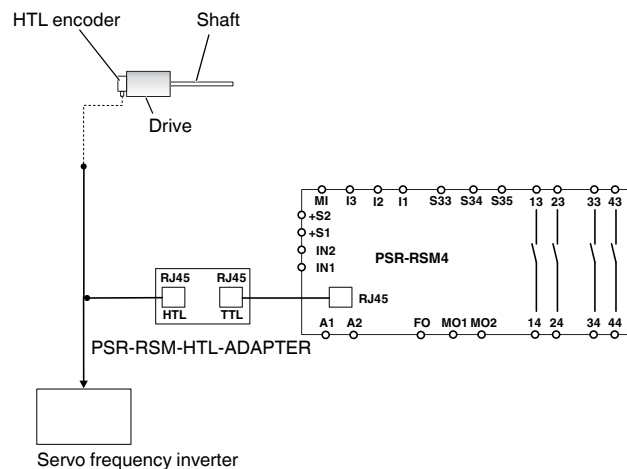 HTL encoder
Shaft
Drive
MI I3 I2 I1 S33 S34 S35 13 23 33 43
+S2
+S1
IN2
IN1
PSR-RSM4
RJ45 RJ45
HTL TTL
RJ45
A1 A2 FO MO1 MO2 14 24 34 44
PSR-RSM-HTL-ADAPTER
Servo frequency inverter